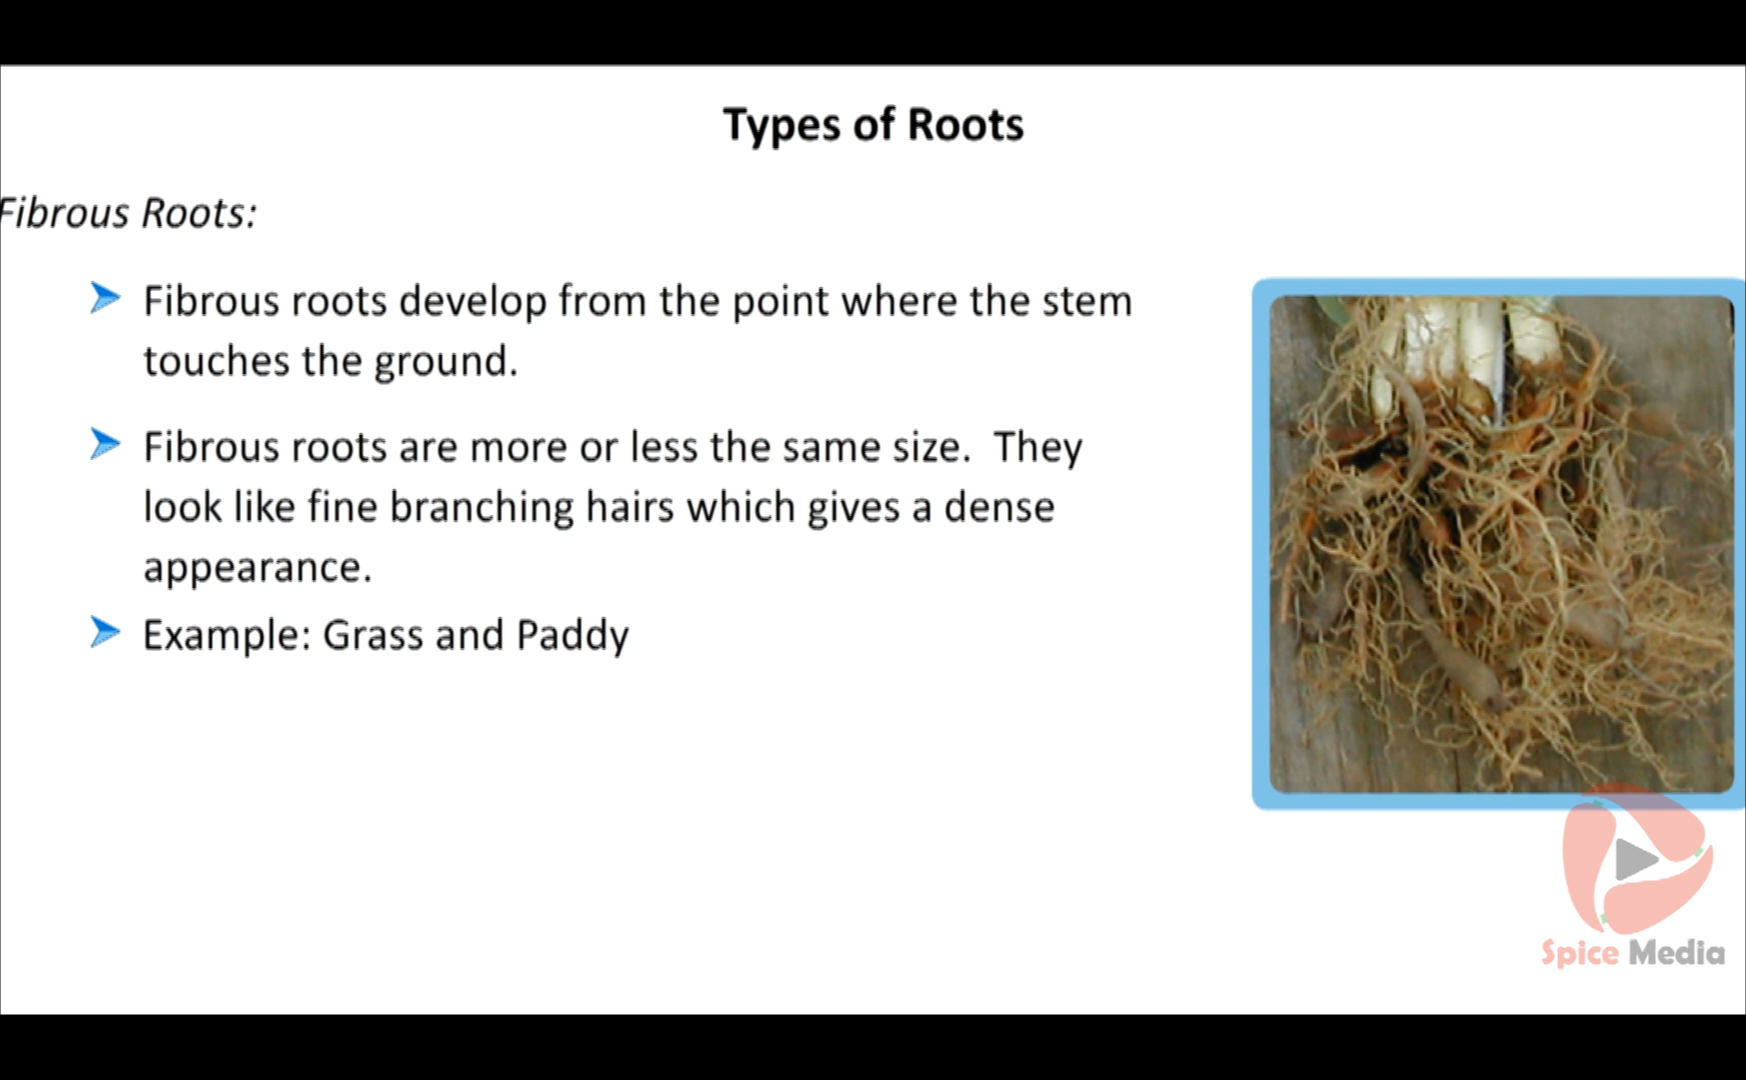 Types of Roots
Fibrous Roots:
Fibrous roots develop from the point where the stem
touches the ground.
Fibrous roots are more or less the same size. They
look like fine branching hairs which gives a dense
appearance.
Example: Grass and Paddy
Spice Media